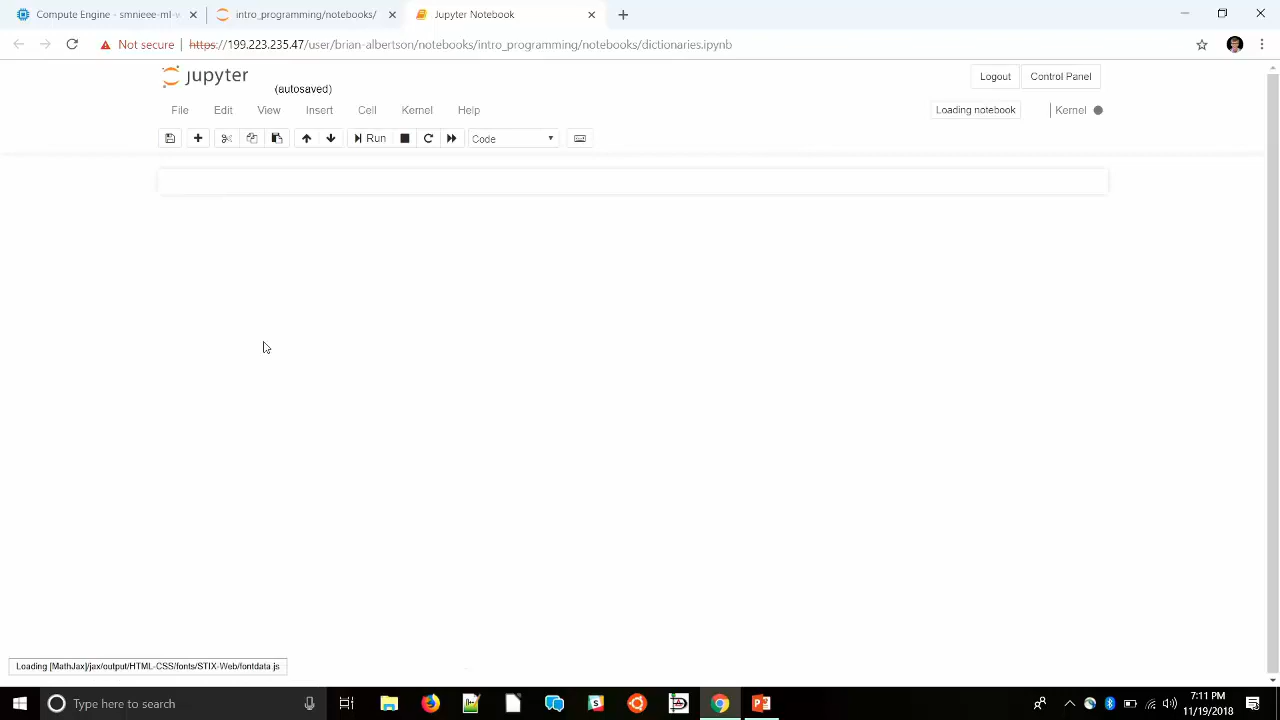 Compute Engine - smnieee-ml-v
intro_programming/notebooks/
Jupyter Notebook
Not secure
https://199.223.235.47/user/brian-albertson/notebooks/intro_programming/notebooks/dictionaries.ipynb
jupyter
(autosaved)
Logout
Control Panel
File Edit View Insert Cell Kernel Help
Loading notebook
Kernel
Run
Code
Loading [MathJax]/jax/output/HTML-CSS/fonts/STIX-Web/fontdata.js
Type here to search
7:11 PM
11/19/2018